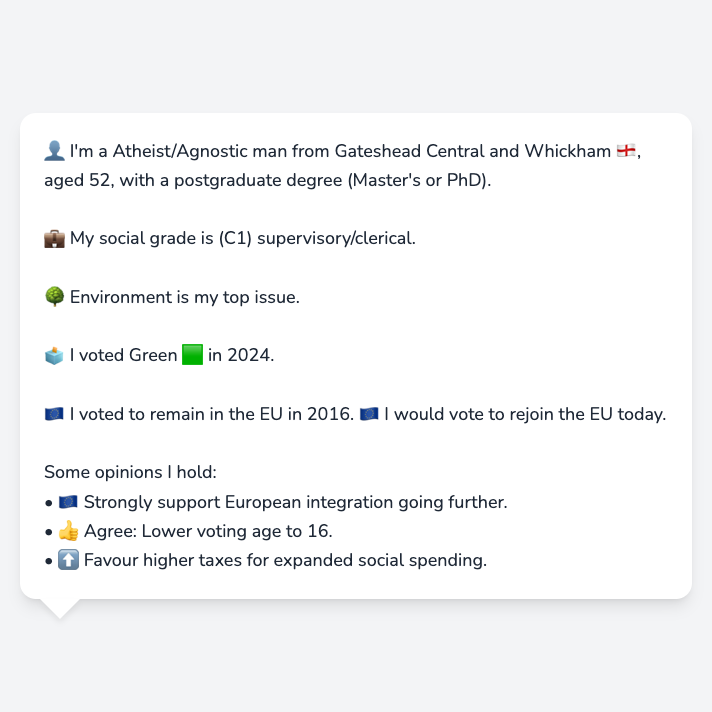 👤 I'm a Atheist/Agnostic man from Gateshead Central and Whickham 🏴󠁧󠁢󠁥󠁮󠁧󠁿,
aged 52, with a postgraduate degree (Master's or PhD).
💼 My social grade is (C1) supervisory/clerical.
🌳 Environment is my top issue.
🗳️ I voted Green 🟩 in 2024.
🇪🇺 I voted to remain in the EU in 2016. 🇪🇺 I would vote to rejoin the EU today.
Some opinions I hold:
• 🇪🇺 Strongly support European integration going further.
• 👍 Agree: Lower voting age to 16.
• ⬆️ Favour higher taxes for expanded social spending.